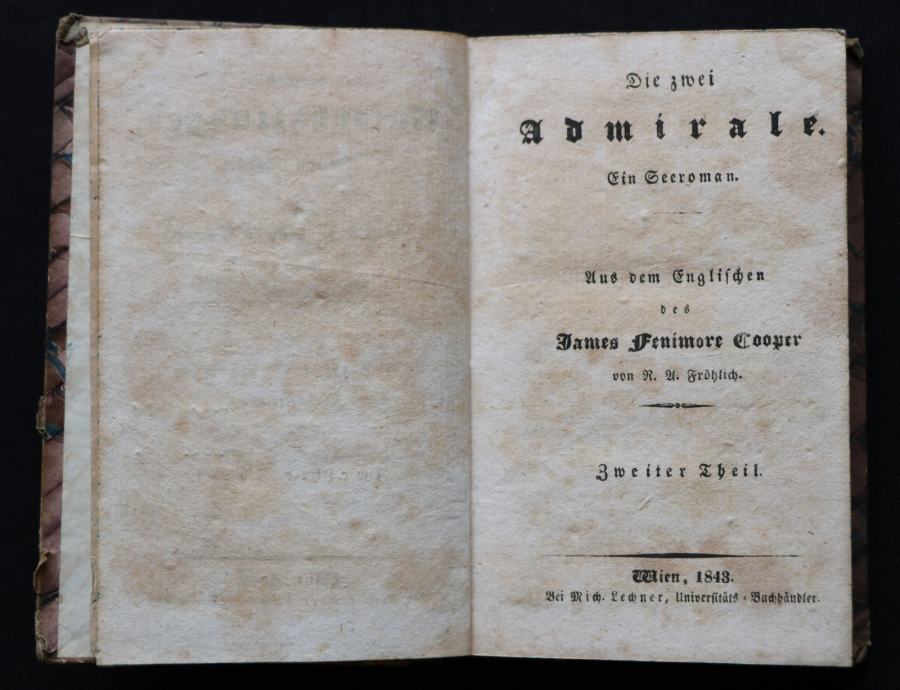 Die zwei
Admirale.
Ein Seeroman.
Aus dem Englischen
des
James Fenimore Cooper
von R. A. Fröhlich.
Zweiter Theil.
Wien, 1843.
Bei Mich. Lechner, Universitäts-Buchhändler.